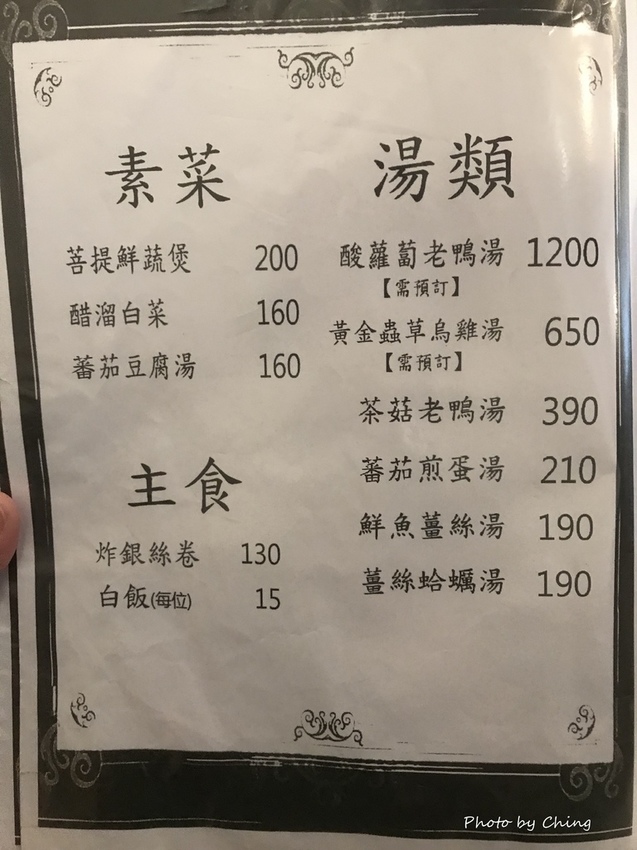 素菜
菩提鮮蔬煲 200
醋溜白菜 160
蕃茄豆腐湯 160
主食
炸銀絲卷 130
白飯(每位) 15
湯類
酸蘿蔔老鴨湯 1200
【需預訂】
黃金蟲草烏雞湯 650
【需預訂】
茶菇老鴨湯 390
蕃茄煎蛋湯 210
鮮魚薑絲湯 190
薑絲蛤蠣湯 190
Photo by Ching